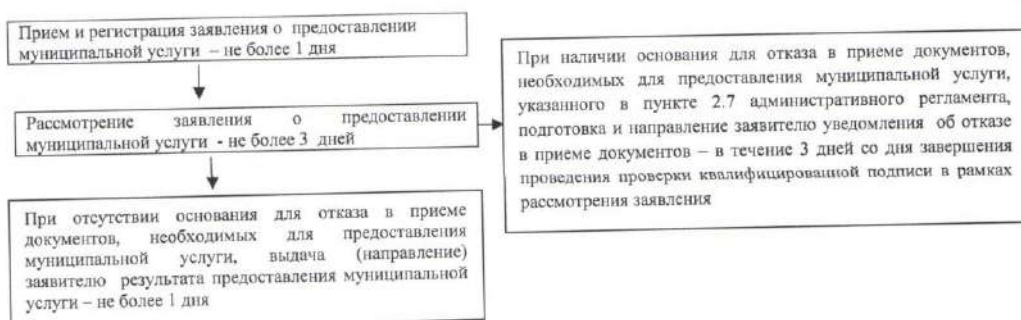 Прием и регистрация заявления о предоставлении
муниципальной услуги – не более 1 дня
Рассмотрение заявления о предоставлении
муниципальной услуги - не более 3 дней
При наличии основания для отказа в приеме документов,
необходимых для предоставления муниципальной услуги,
указанного в пункте 2.7 административного регламента,
подготовка и направление заявителю уведомления об отказе
в приеме документов – в течение 3 дней со дня завершения
проведения проверки квалифицированной подписи в рамках
рассмотрения заявления
При отсутствии основания для отказа в приеме
документов, необходимых для предоставления
муниципальной услуги, выдача (направление)
заявителю результата предоставления муниципальной
услуги – не более 1 дня